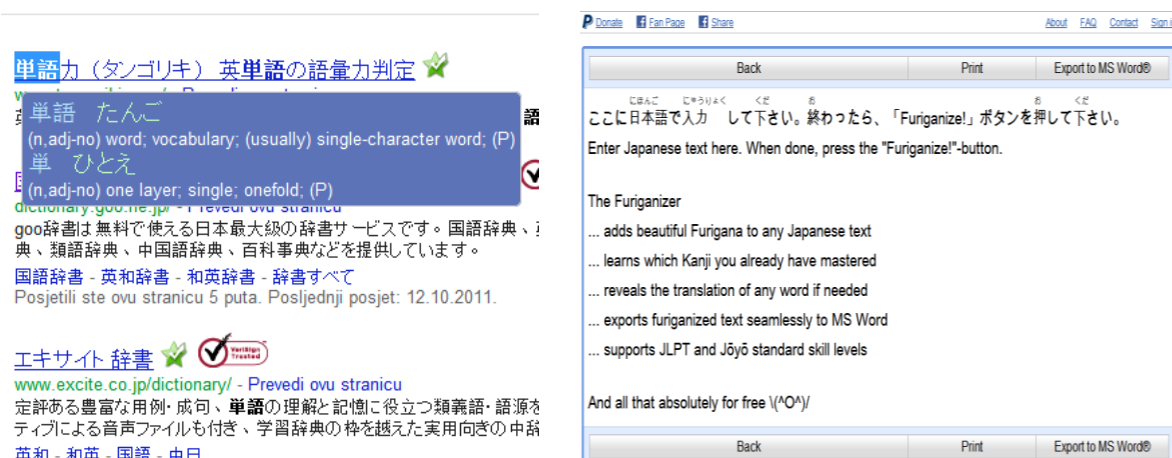 単語力（タンゴリキ） 英単語の語彙力判定
単語 たんご
(n,adj-no) word; vocabulary; (usually) single-character word; (P)
単 ひとえ
(n,adj-no) one layer; single; onefold; (P)
語
dictionary.goo.ne.jp/ - Prevedi ovu stranicu
goo辞書は無料で使える日本最大級の辞書サービスです。国語辞典、
典、類語辞典、中国語辞典、百科事典などを提供しています。
国語辞書 - 英和辞書 - 和英辞書 - 辞書すべて
Posjetili ste ovu stranicu 5 puta. Posljednji posjet: 12.10.2011.
エキサイト 辞書
VeriSign
Trusted
www.excite.co.jp/dictionary/ - Prevedi ovu stranicu
定評ある豊富な用例・成句、単語の理解と記憶に役立つ類義語・語源を
ティブによる音声ファイルも付き、学習辞典の枠を越えた実用向きの中辞
英和 - 和英 - 国語 - 中日
Donate Fan Page Share
About FAQ Contact Sign i
Back Print Export to MS Word®
にほんご にゅうりょく くだ お お くだ
ここに日本語で入力 して下さい。終わったら、「Furiganize!」ボタンを押して下さい。
Enter Japanese text here. When done, press the "Furiganize!"-button.
The Furiganizer
... adds beautiful Furigana to any Japanese text
... learns which Kanji you already have mastered
... reveals the translation of any word if needed
... exports furiganized text seamlessly to MS Word
... supports JLPT and Jōyō standard skill levels
And all that absolutely for free \(^O^)/
Back Print Export to MS Word®